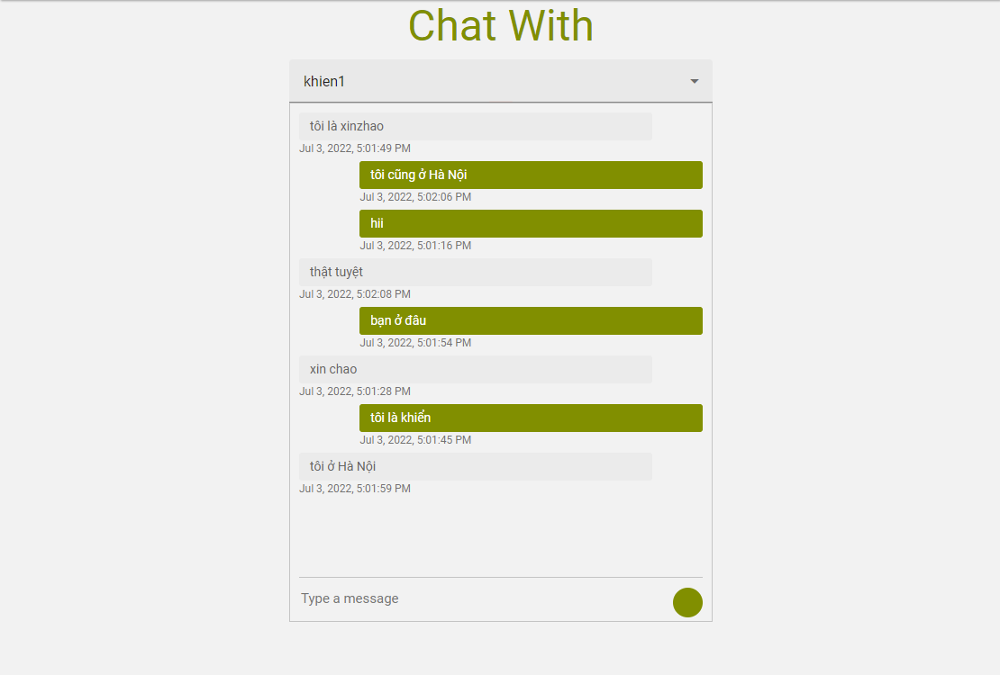 Chat With
khien1
tôi là xinzhao
Jul 3, 2022, 5:01:49 PM
tôi cũng ở Hà Nội
Jul 3, 2022, 5:02:06 PM
hii
Jul 3, 2022, 5:01:16 PM
thật tuyệt
Jul 3, 2022, 5:02:08 PM
bạn ở đâu
Jul 3, 2022, 5:01:54 PM
xin chao
Jul 3, 2022, 5:01:28 PM
tôi là khiển
Jul 3, 2022, 5:01:45 PM
tôi ở Hà Nội
Jul 3, 2022, 5:01:59 PM
Type a message